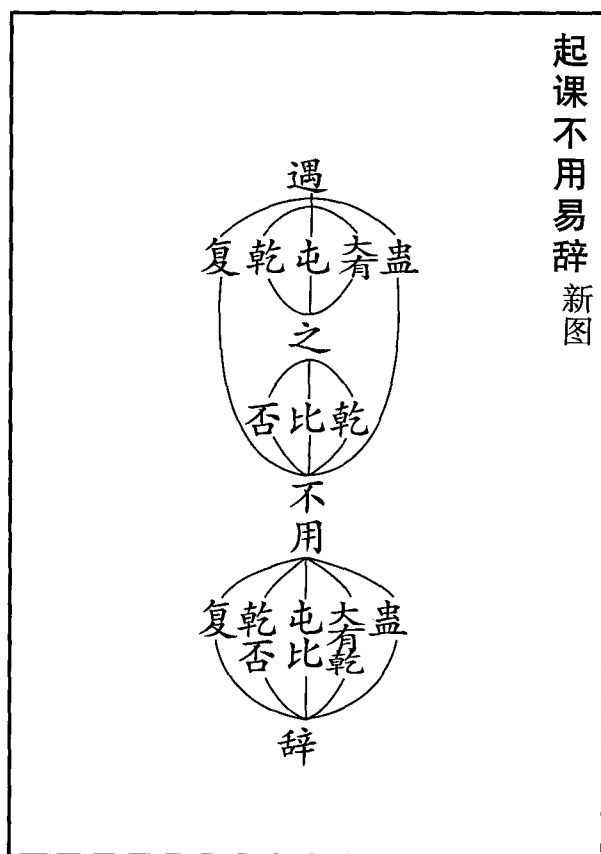 起课不用易辞 新图
遇
复 乾 屯 大有 蛊
之
否 比 乾
不
用
复 乾 屯 大有 蛊
否 比 乾
辞